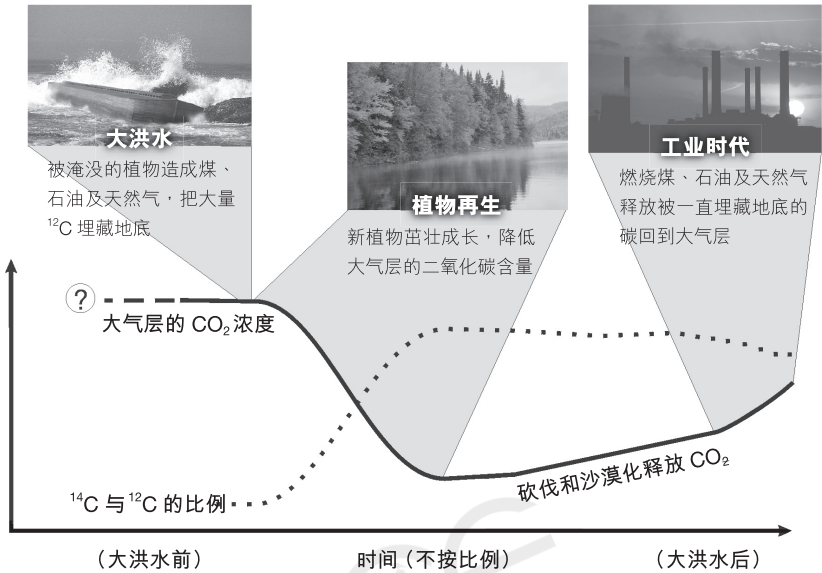 大洪水
被淹没的植物造成煤、
石油及天然气，把大量
¹²C 埋藏地底
植物再生
新植物茁壮成长，降低
大气层的二氧化碳含量
工业时代
燃烧煤、石油及天然气
释放被一直埋藏地底的
碳回到大气层
?
大气层的 CO₂ 浓度
¹⁴C 与 ¹²C 的比例
砍伐和沙漠化释放 CO₂
（大洪水前）
时间（不按比例）
（大洪水后）